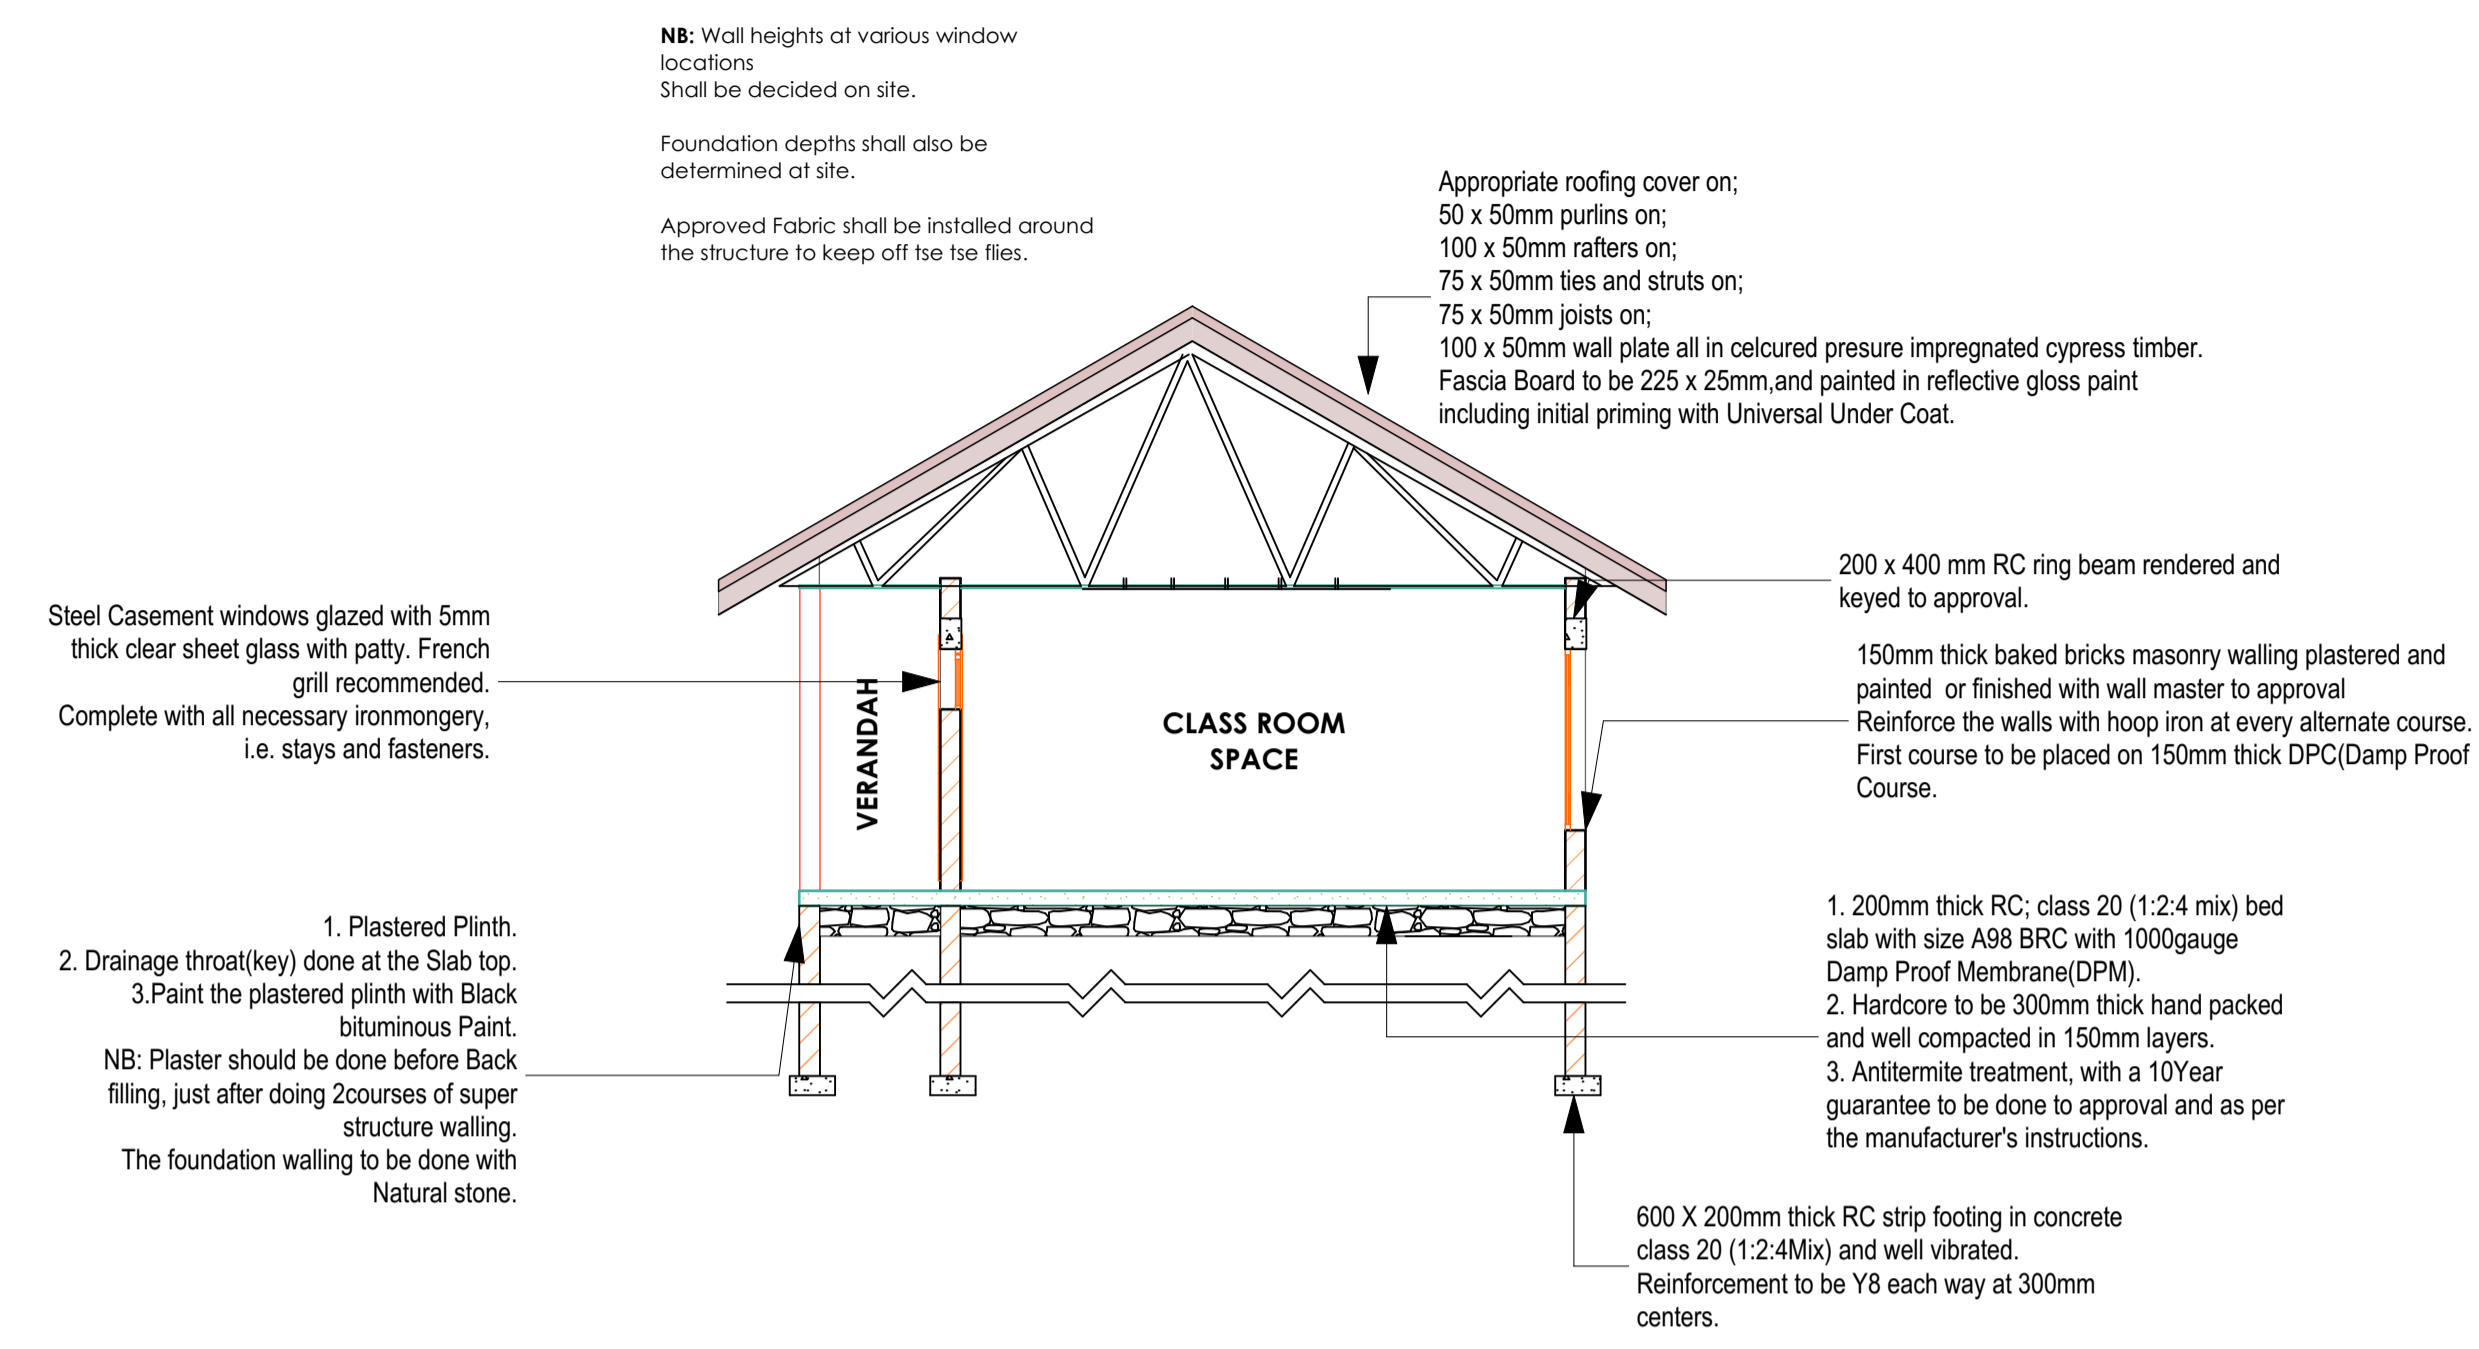 NB: Wall heights at various window
locations
Shall be decided on site.
Foundation depths shall also be
determined at site.
Approved Fabric shall be installed around
the structure to keep off tse tse flies.
Appropriate roofing cover on;
50 x 50mm purlins on;
100 x 50mm rafters on;
75 x 50mm ties and struts on;
75 x 50mm joists on;
100 x 50mm wall plate all in celcured presure impregnated cypress timber.
Fascia Board to be 225 x 25mm,and painted in reflective gloss paint
including initial priming with Universal Under Coat.
200 x 400 mm RC ring beam rendered and
keyed to approval.
Steel Casement windows glazed with 5mm
thick clear sheet glass with patty. French
grill recommended.
Complete with all necessary ironmongery,
i.e. stays and fasteners.
VERANDAH
CLASS ROOM
SPACE
150mm thick baked bricks masonry walling plastered and
painted or finished with wall master to approval
Reinforce the walls with hoop iron at every alternate course.
First course to be placed on 150mm thick DPC(Damp Proof
Course.
1. Plastered Plinth.
2. Drainage throat(key) done at the Slab top.
3.Paint the plastered plinth with Black
bituminous Paint.
NB: Plaster should be done before Back
filling, just after doing 2courses of super
structure walling.
The foundation walling to be done with
Natural stone.
1. 200mm thick RC; class 20 (1:2:4 mix) bed
slab with size A98 BRC with 1000gauge
Damp Proof Membrane(DPM).
2. Hardcore to be 300mm thick hand packed
and well compacted in 150mm layers.
3. Antitermite treatment, with a 10Year
guarantee to be done to approval and as per
the manufacturer's instructions.
600 X 200mm thick RC strip footing in concrete
class 20 (1:2:4Mix) and well vibrated.
Reinforcement to be Y8 each way at 300mm
centers.